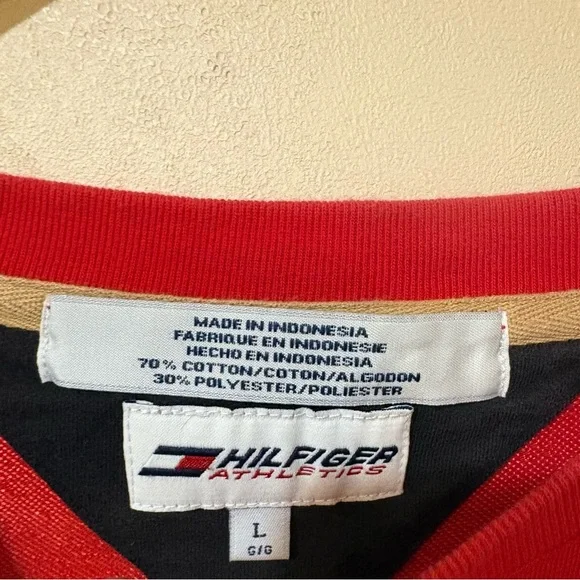 MADE IN INDONESIA
FABRIQUE EN INDONESIE
HECHO EN INDONESIA
70% COTTON/COTON/ALGODON
30% POLYESTER/POLIESTER
HILFIGER
ATHLETICS
L
G/G